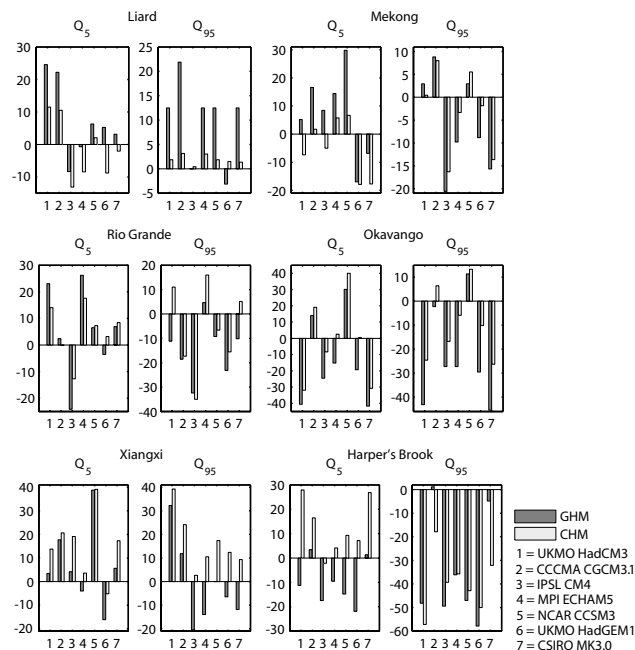 Liard
Mekong
Q5
Q95
Q5
Q95
30
20
10
0
-10
25
20
15
10
5
0
-5
30
20
10
0
-10
-20
10
5
0
-5
-10
-15
-20
1 2 3 4 5 6 7
1 2 3 4 5 6 7
1 2 3 4 5 6 7
1 2 3 4 5 6 7
Rio Grande
Okavango
Q5
Q95
Q5
Q95
30
20
10
0
-10
-20
20
10
0
-10
-20
-30
-40
40
30
20
10
0
-10
-20
-30
-40
10
0
-10
-20
-30
-40
1 2 3 4 5 6 7
1 2 3 4 5 6 7
1 2 3 4 5 6 7
1 2 3 4 5 6 7
Xiangxi
Harper's Brook
Q5
Q95
Q5
Q95
40
30
20
10
0
-10
-20
40
30
20
10
0
-10
-20
30
20
10
0
-10
-20
-30
0
-10
-20
-30
-40
-50
-60
1 2 3 4 5 6 7
1 2 3 4 5 6 7
1 2 3 4 5 6 7
1 2 3 4 5 6 7
GHM
CHM
1 = UKMO HadCM3
2 = CCCMA CGCM3.1
3 = IPSL CM4
4 = MPI ECHAM5
5 = NCAR CCSM3
6 = UKMO HadGEM1
7 = CSIRO MK3.0